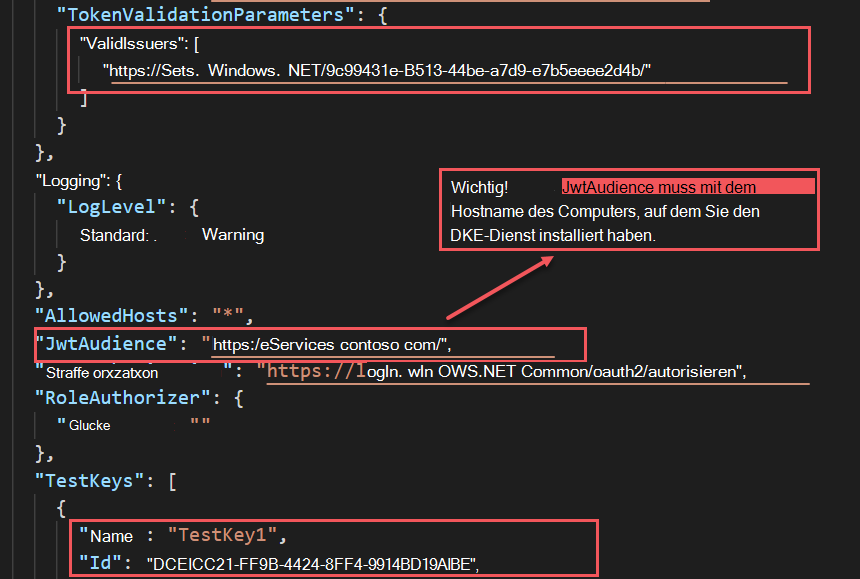 "TokenValidationParameters": {
"ValidIssuers": [
"https://Sets. Windows. NET/9c99431e-B513-44be-a7d9-e7b5eeee2d4b/"
]
}
},
"Logging": {
"LogLevel": {
Standard: . Warning
}
},
Wichtig! JwtAudience muss mit dem
Hostname des Computers, auf dem Sie den
DKE-Dienst installiert haben.
"AllowedHosts": "*",
"JwtAudience": "https:/eServices contoso com/",
"Straffe orxzatxon ": "https://logIn. wln OWS.NET Common/oauth2/autorisieren",
"RoleAuthorizer": {
"Glucke ""
},
"TestKeys": [
{
"Name : "TestKey1",
"Id": "DCEICC21-FF9B-4424-8FF4-9914BD19AIBE",